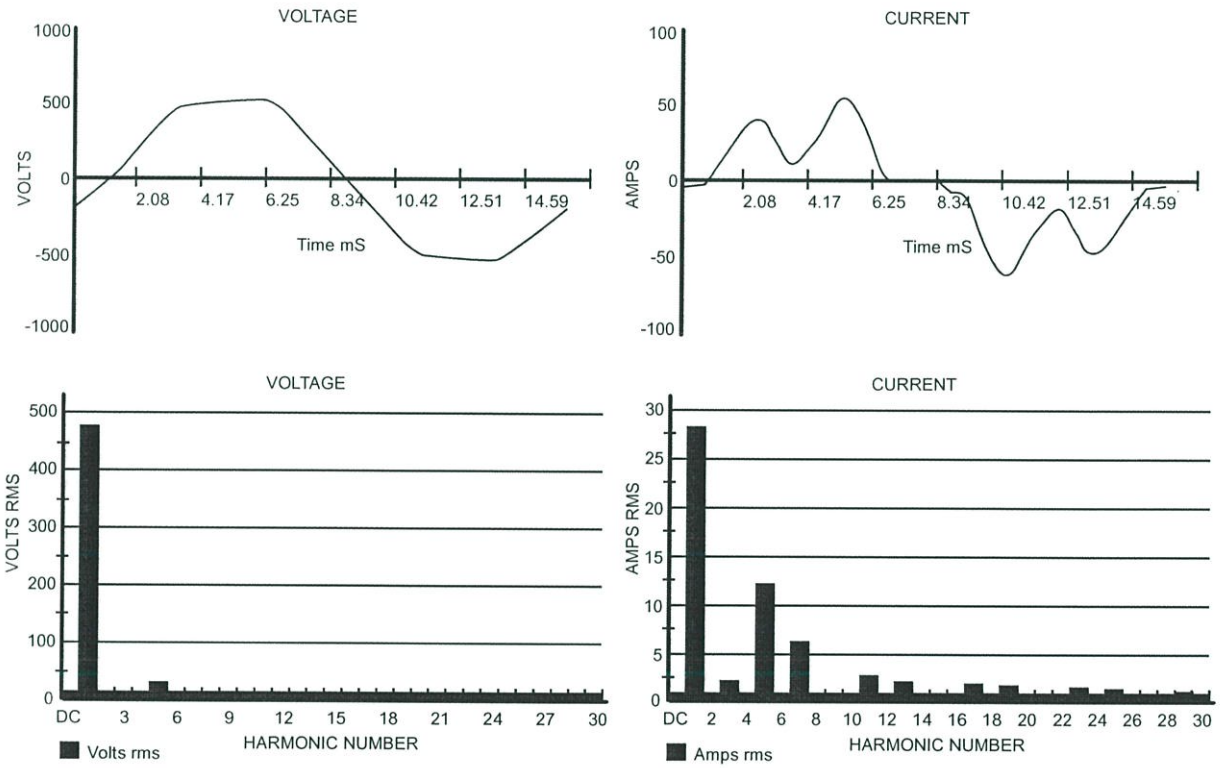 VOLTAGE
1000
500
0
-500
-1000
VOLTS
2.08 4.17 6.25 8.34 10.42 12.51 14.59
Time mS
CURRENT
100
50
0
-50
-100
AMPS
2.08 4.17 6.25 8.34 10.42 12.51 14.59
Time mS
VOLTAGE
500
400
300
200
100
0
VOLTS RMS
DC 3 6 9 12 15 18 21 24 27 30
HARMONIC NUMBER
Volts rms
CURRENT
30
25
20
15
10
5
0
AMPS RMS
DC 2 4 6 8 10 12 14 16 18 20 22 24 26 28 30
HARMONIC NUMBER
Amps rms